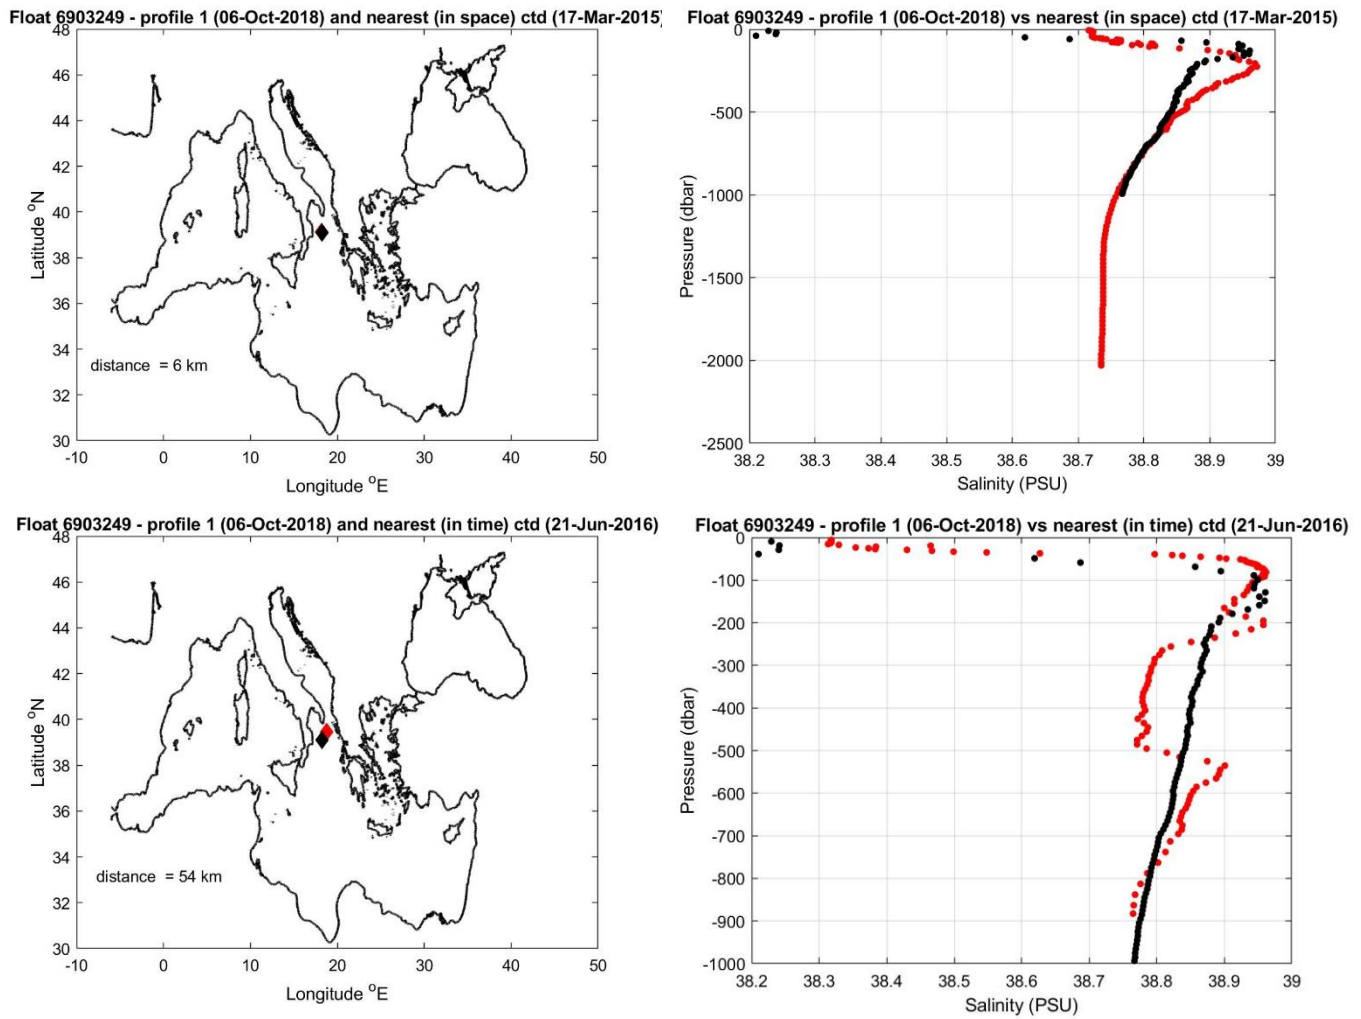 Float 6903249 - profile 1 (06-Oct-2018) and nearest (in space) ctd (17-Mar-2015)
48
46
44
42
40
38
36
34
32
30
Latitude °N
distance = 6 km
-10 0 10 20 30 40 50
Longitude °E
Float 6903249 - profile 1 (06-Oct-2018) vs nearest (in space) ctd (17-Mar-2015)
0
-500
-1000
-1500
-2000
-2500
Pressure (dbar)
38.2 38.3 38.4 38.5 38.6 38.7 38.8 38.9 39
Salinity (PSU)
Float 6903249 - profile 1 (06-Oct-2018) and nearest (in time) ctd (21-Jun-2016)
48
46
44
42
40
38
36
34
32
30
Latitude °N
distance = 54 km
-10 0 10 20 30 40 50
Longitude °E
Float 6903249 - profile 1 (06-Oct-2018) vs nearest (in time) ctd (21-Jun-2016)
0
-100
-200
-300
-400
-500
-600
-700
-800
-900
-1000
Pressure (dbar)
38.2 38.3 38.4 38.5 38.6 38.7 38.8 38.9 39
Salinity (PSU)